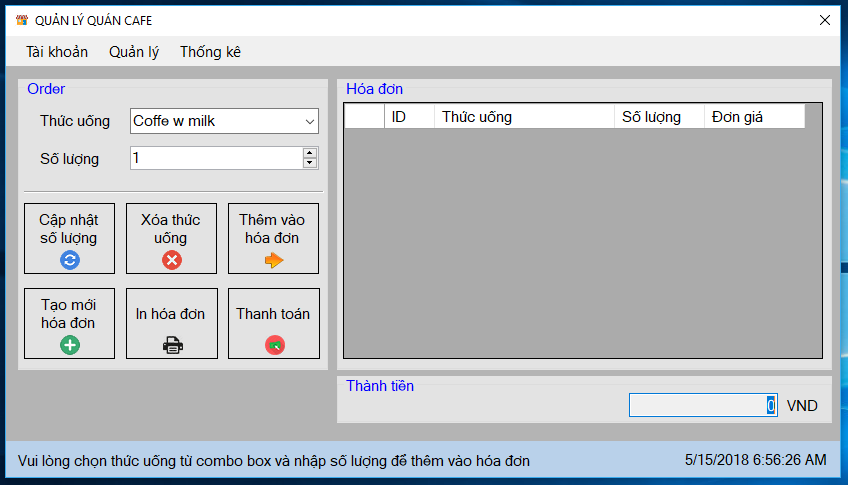 QUẢN LÝ QUÁN CAFE
Tài khoản Quản lý Thống kê
Order
Thức uống Coffe w milk
Số lượng 1
Cập nhật
số lượng
Xóa thức
uống
Thêm vào
hóa đơn
Tạo mới
hóa đơn
In hóa đơn
Thanh toán
Hóa đơn
ID Thức uống Số lượng Đơn giá
Thành tiền
0 VND
Vui lòng chọn thức uống từ combo box và nhập số lượng để thêm vào hóa đơn 5/15/2018 6:56:26 AM